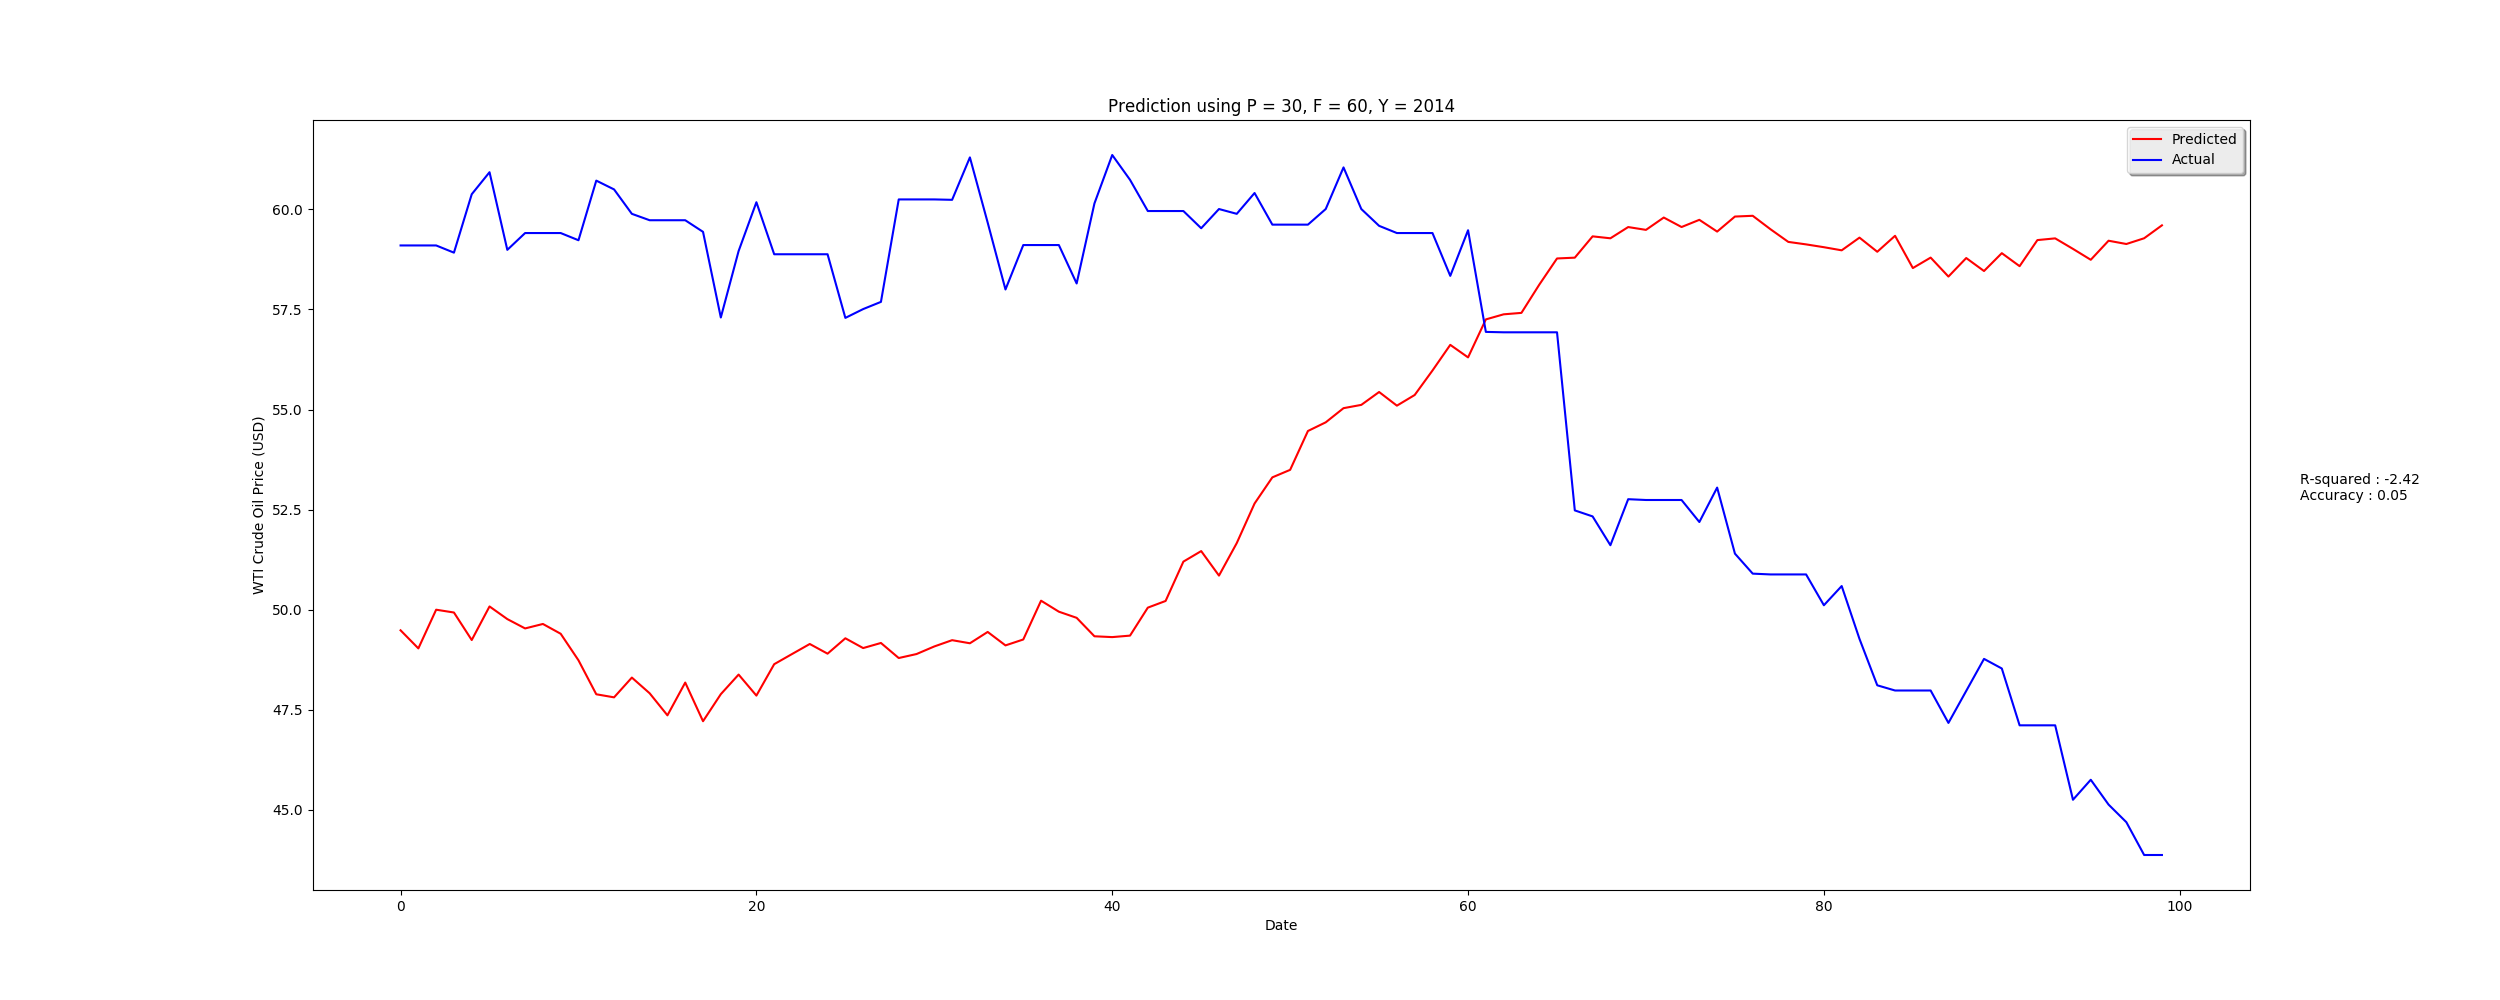 Prediction using P = 30, F = 60, Y = 2014
Predicted
Actual
60.0
57.5
55.0
52.5
50.0
47.5
45.0
WTI Crude Oil Price (USD)
R-squared : -2.42
Accuracy : 0.05
0 20 40 60 80 100
Date